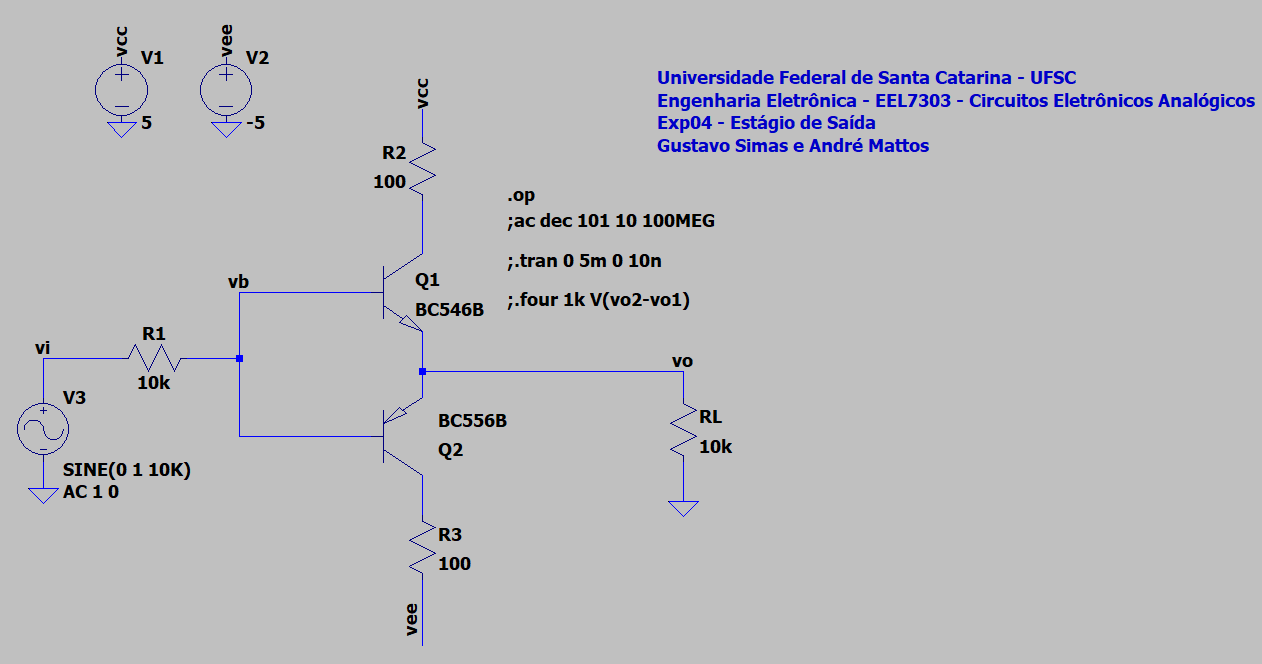 vcc
V1
5
vee
V2
-5
Universidade Federal de Santa Catarina - UFSC
Engenharia Eletrônica - EEL7303 - Circuitos Eletrônicos Analógicos
Exp04 - Estágio de Saída
Gustavo Simas e André Mattos
vcc
R2
100
.op
;ac dec 101 10 100MEG
;.tran 0 5m 0 10n
;.four 1k V(vo2-vo1)
vb
Q1
BC546B
vi
R1
10k
vo
V3
SINE(0 1 10K)
AC 1 0
BC556B
Q2
RL
10k
R3
100
vee